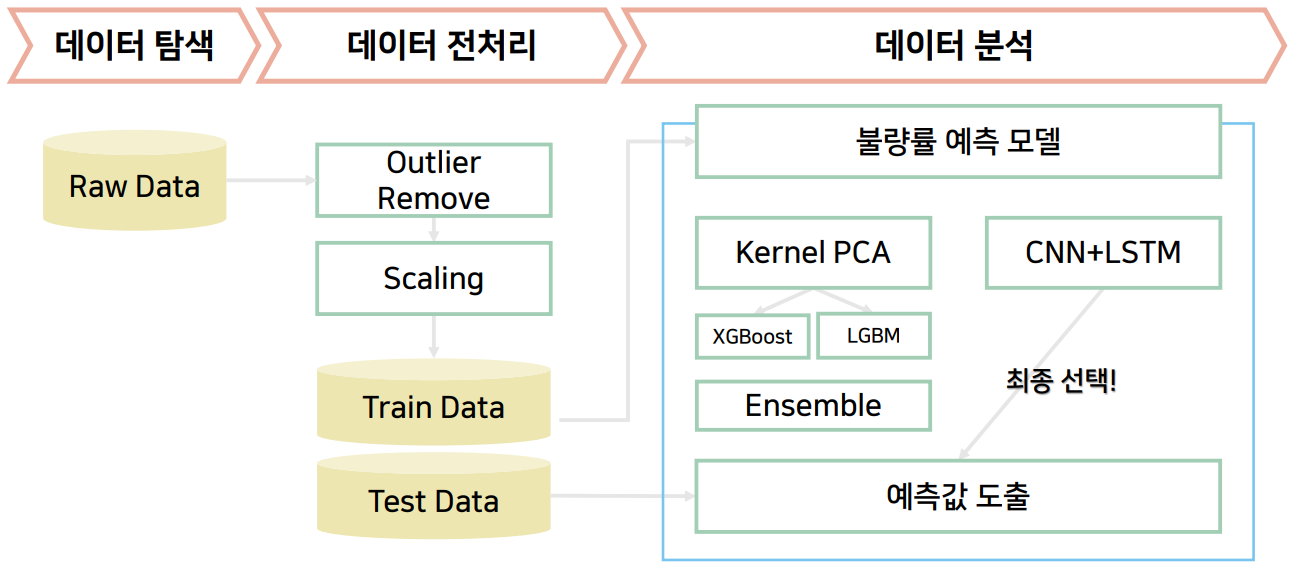 데이터 탐색
데이터 전처리
데이터 분석
Raw Data
Outlier
Remove
Scaling
Train Data
Test Data
불량률 예측 모델
Kernel PCA
CNN+LSTM
XGBoost
LGBM
최종 선택!
Ensemble
예측값 도출